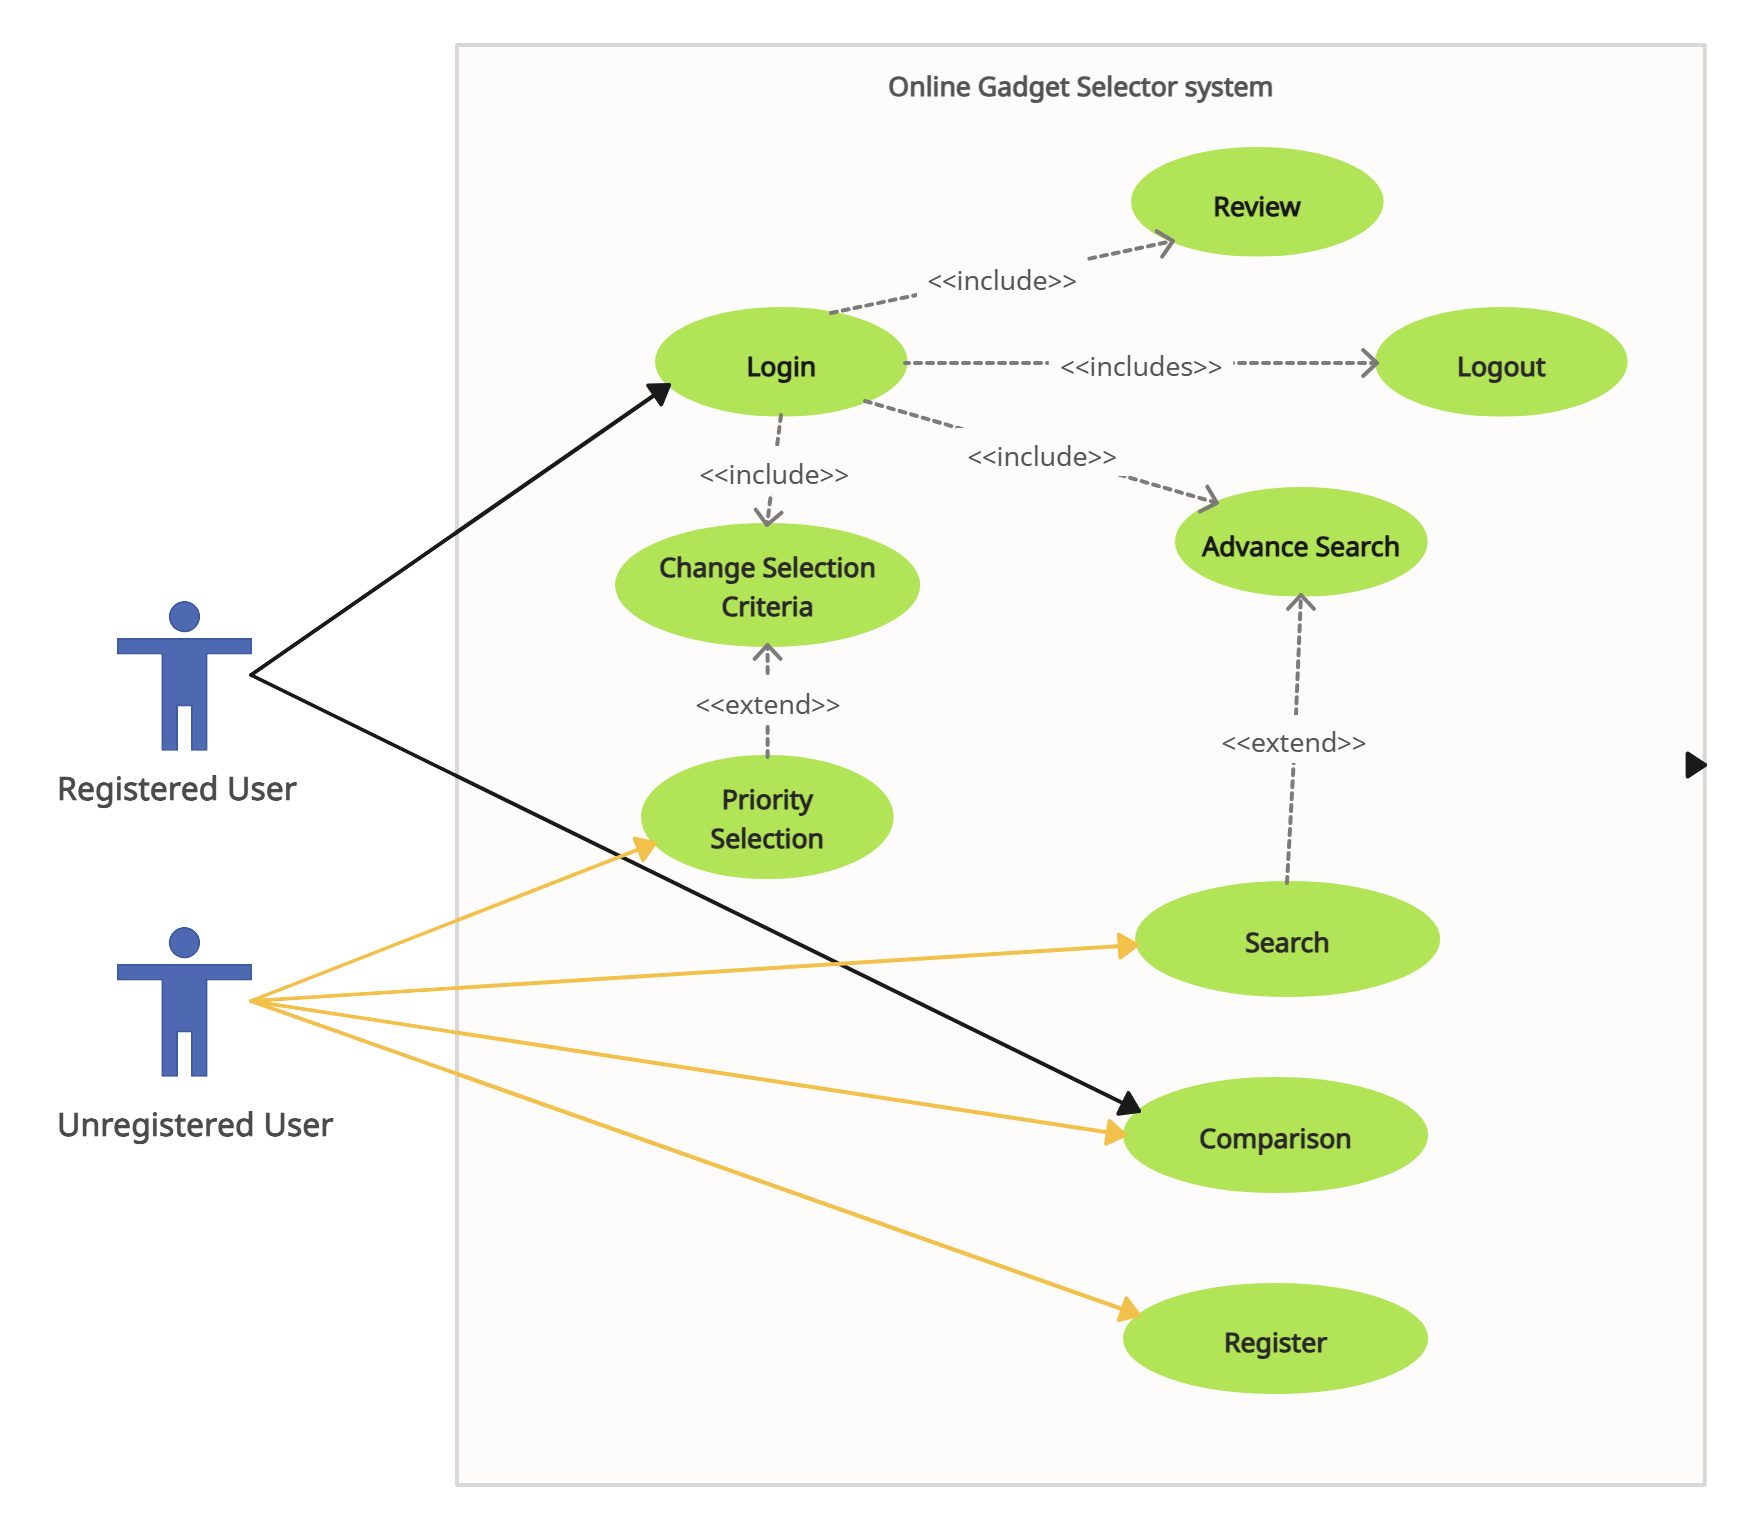 Online Gadget Selector system
Review
<<include>>
Login
<<includes>>
Logout
<<include>>
<<include>>
Advance Search
Change Selection
Criteria
<<extend>>
<<extend>>
Registered User
Priority
Selection
Search
Unregistered User
Comparison
Register